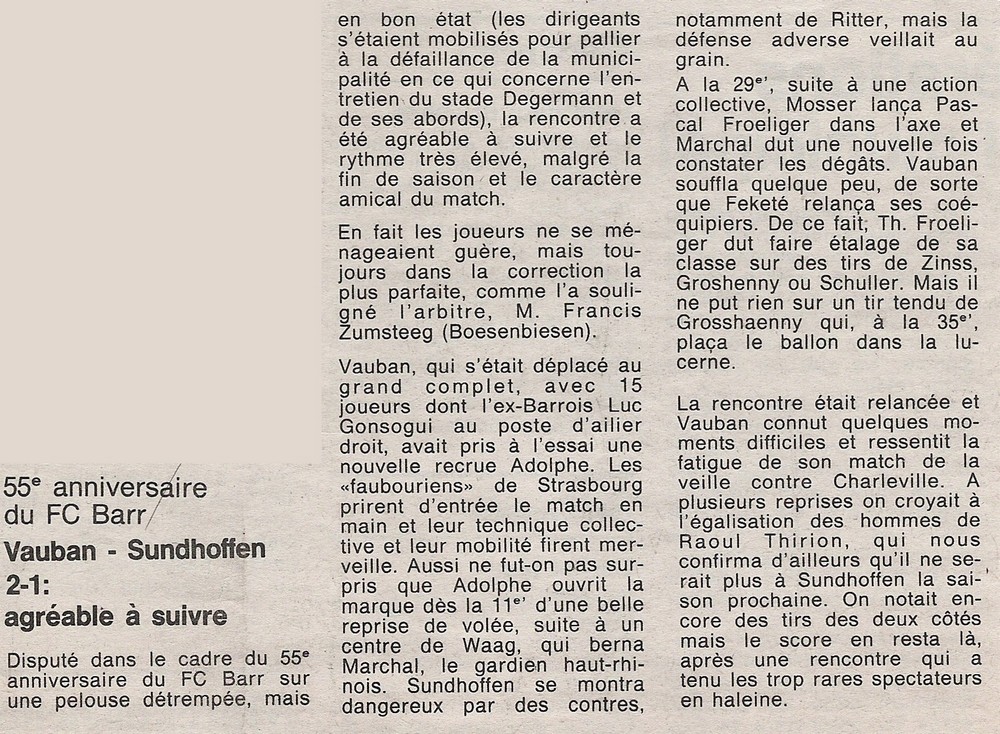 55e anniversaire
du FC Barr
Vauban - Sundhoffen
2-1:
agréable à suivre
Disputé dans le cadre du 55e
anniversaire du FC Barr sur
une pelouse détrempée, mais
en bon état (les dirigeants
s'étaient mobilisés pour pallier
à la défaillance de la munici-
palité en ce qui concerne l'en-
tretien du stade Degermann et
de ses abords), la rencontre a
été agréable à suivre et le
rythme très élevé, malgré la
fin de saison et le caractère
amical du match.
En fait les joueurs ne se mé-
nageaient guère, mais tou-
jours dans la correction la
plus parfaite, comme l'a souli-
gné l'arbitre, M. Francis
Zumsteeg (Boesenbiesen).
Vauban, qui s'était déplacé au
grand complet, avec 15
joueurs dont l'ex-Barrois Luc
Gonsogui au poste d'ailier
droit, avait pris à l'essai une
nouvelle recrue Adolphe. Les
«faubouriens» de Strasbourg
prirent d'entrée le match en
main et leur technique collec-
tive et leur mobilité firent mer-
veille. Aussi ne fut-on pas sur-
pris que Adolphe ouvrit la
marque dès la 11e' d'une belle
reprise de volée, suite à un
centre de Waag, qui berna
Marchal, le gardien haut-rhi-
nois. Sundhoffen se montra
dangereux par des contres,
notamment de Ritter, mais la
défense adverse veillait au
grain.
A la 29e', suite à une action
collective, Mosser lança Pas-
cal Froeliger dans l'axe et
Marchal dut une nouvelle fois
constater les dégâts. Vauban
souffla quelque peu, de sorte
que Feketé relança ses coé-
quipiers. De ce fait, Th. Froeli-
ger dut faire étalage de sa
classe sur des tirs de Zinss,
Groshenny ou Schuller. Mais il
ne put rien sur un tir tendu de
Grosshaenny qui, à la 35e',
plaça le ballon dans la lu-
cerne.
La rencontre était relancée et
Vauban connut quelques mo-
ments difficiles et ressentit la
fatigue de son match de la
veille contre Charleville. A
plusieurs reprises on croyait à
l'égalisation des hommes de
Raoul Thirion, qui nous
confirma d'ailleurs qu'il ne se-
rait plus à Sundhoffen la sai-
son prochaine. On notait en-
core des tirs des deux côtés
mais le score en resta là,
après une rencontre qui a
tenu les trop rares spectateurs
en haleine.